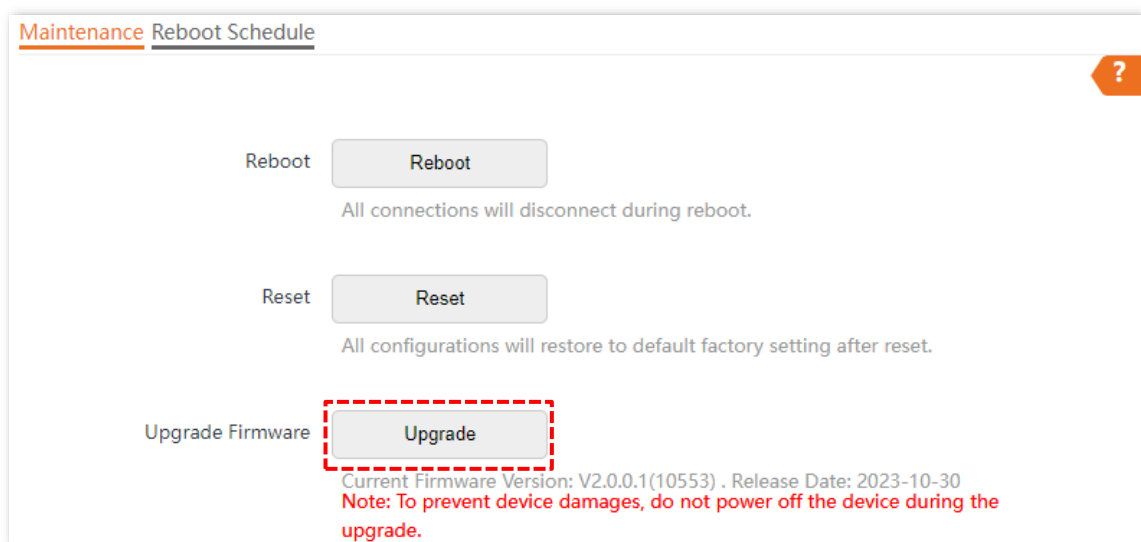 Maintenance Reboot Schedule
?
Reboot Reboot
All connections will disconnect during reboot.
Reset Reset
All configurations will restore to default factory setting after reset.
Upgrade Firmware Upgrade
Current Firmware Version: V2.0.0.1(10553) . Release Date: 2023-10-30
Note: To prevent device damages, do not power off the device during the
upgrade.